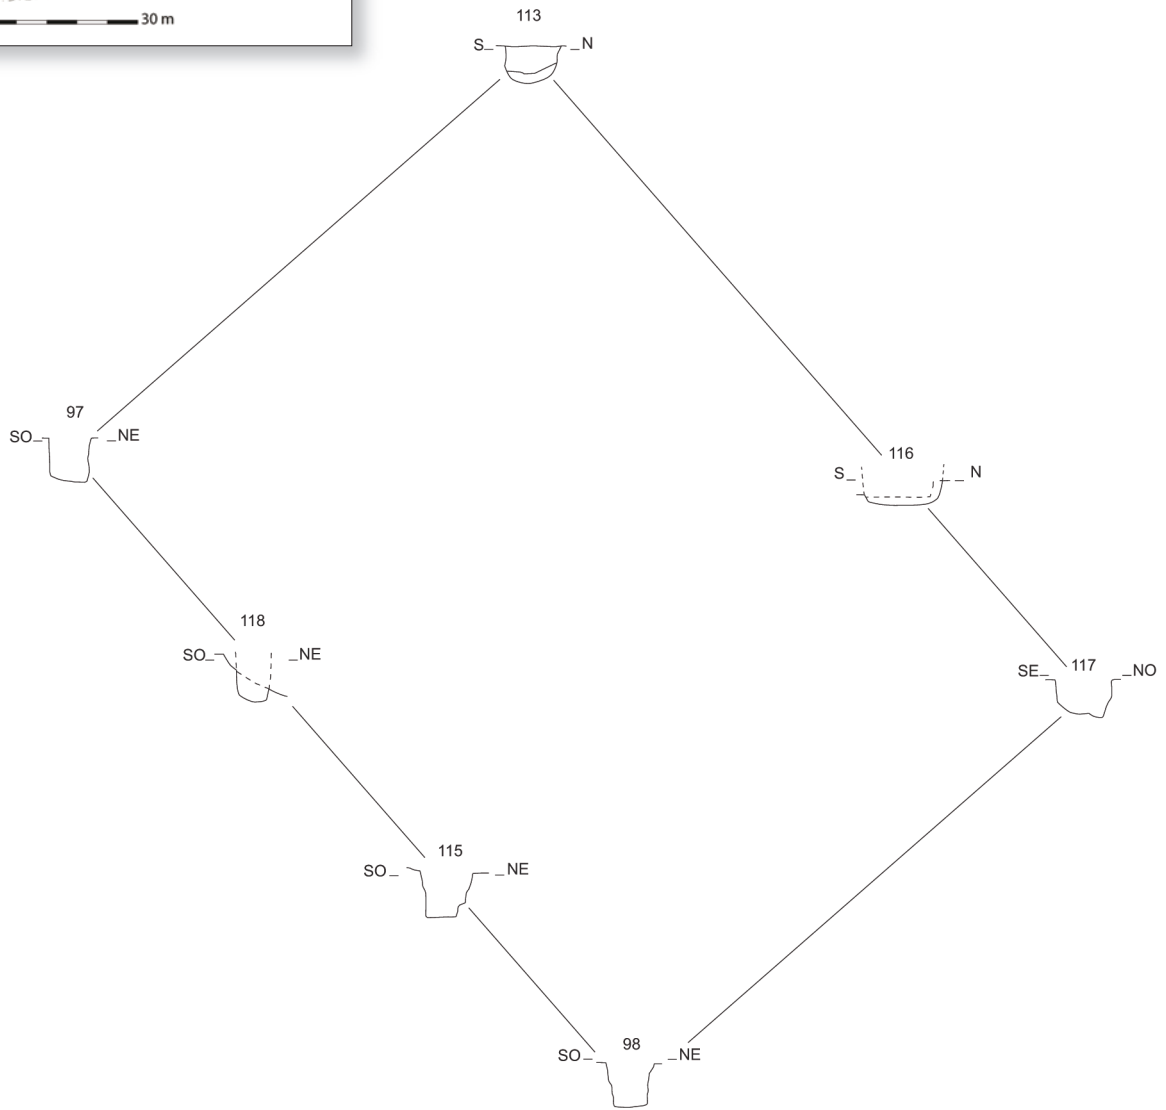 30 m
113
S_ _N
97
SO_ _NE
116
S_ _ _ N
118
SO_ _NE
SE_ 117 _NO
115
SO_ _NE
98
SO_ _NE